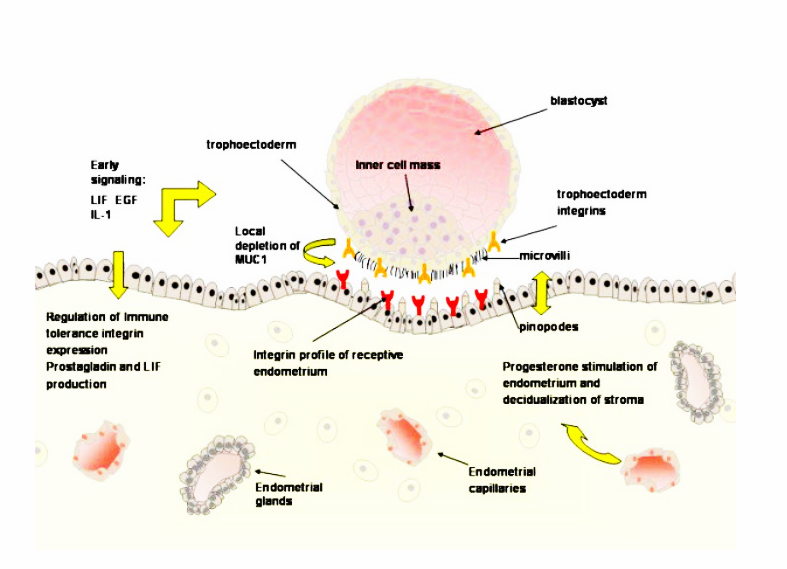 blastocyst
trophoectoderm
Inner cell mass
Early
signaling:
LIF EGF
IL-1
trophoectoderm
integrins
Local
depletion of
MUC1
microvilli
Regulation of Immune
tolerance integrin
expression
Prostagladin and LIF
production
pinopodes
Integrin profile of receptive
endometrium
Progesterone stimulation of
endometrium and
decidualization of stroma
Endometrial
glands
Endometrial
capillaries